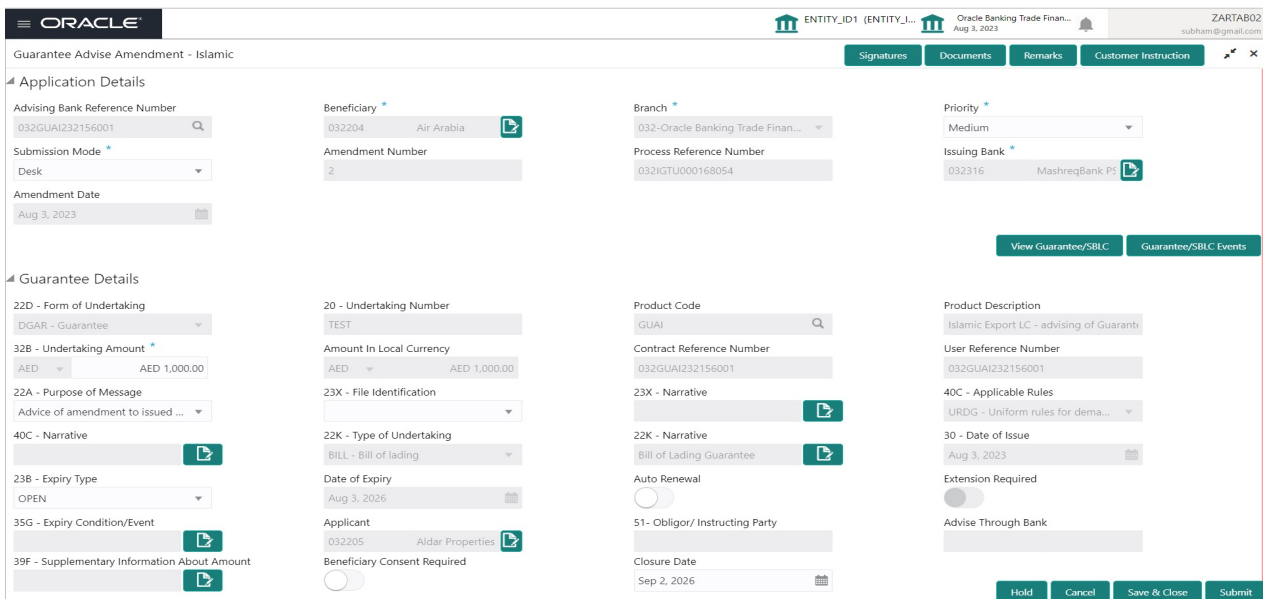 ORACLE
ENTITY_ID1 (ENTITY_I...
Oracle Banking Trade Finan...
Aug 3, 2023
ZARTAB02
subham@gmail.com
Guarantee Advise Amendment - Islamic
Signatures Documents Remarks Customer Instruction
Application Details
Advising Bank Reference Number Beneficiary * Branch * Priority *
032GUAI232156001 032204 Air Arabia 032-Oracle Banking Trade Finan... Medium
Submission Mode * Amendment Number Process Reference Number Issuing Bank *
Desk 2 032IGTU000168054 032316 MashreqBank PS
Amendment Date
Aug 3, 2023
View Guarantee/SBLC Guarantee/SBLC Events
Guarantee Details
22D - Form of Undertaking 20 - Undertaking Number Product Code Product Description
DGAR - Guarantee TEST GUAI Islamic Export LC - advising of Guarante
32B - Undertaking Amount * Amount In Local Currency Contract Reference Number User Reference Number
AED AED 1,000.00 AED AED 1,000.00 032GUAI232156001 032GUAI232156001
22A - Purpose of Message 23X - File Identification 23X - Narrative 40C - Applicable Rules
Advice of amendment to issued ... URDG - Uniform rules for dema...
40C - Narrative 22K - Type of Undertaking 22K - Narrative 30 - Date of Issue
BILL - Bill of lading Bill of Lading Guarantee Aug 3, 2023
23B - Expiry Type Date of Expiry Auto Renewal Extension Required
OPEN Aug 3, 2026
35G - Expiry Condition/Event Applicant 51- Obligor/ Instructing Party Advise Through Bank
032205 Aldar Properties
39F - Supplementary Information About Amount Beneficiary Consent Required Closure Date
Sep 2, 2026
Hold Cancel Save & Close Submit